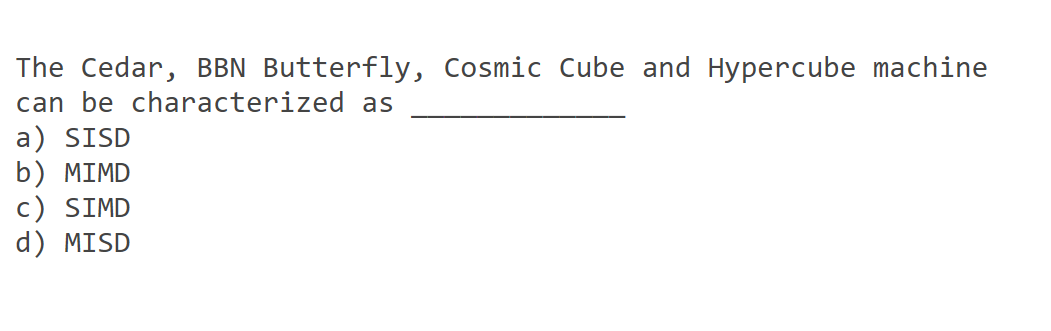 The Cedar, BBN Butterfly, Cosmic Cube and Hypercube machine
can be characterized as _____________
a) SISD
b) MIMD
c) SIMD
d) MISD